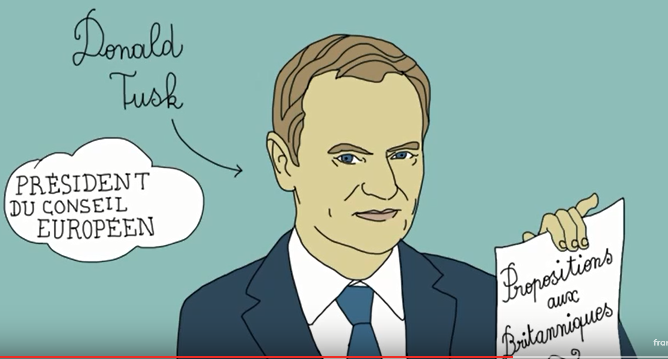 Donald
Tusk
PRÉSIDENT
DU CONSEIL
EUROPÉEN
Propositions
aux
Britanniques